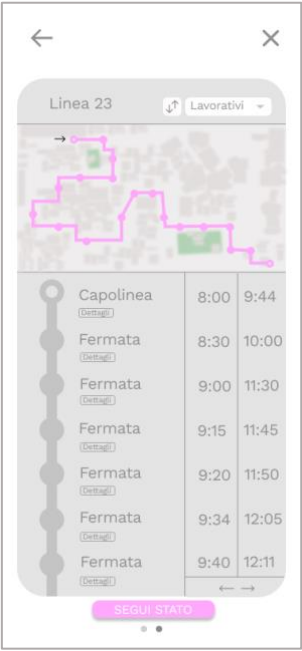 Linea 23 Lavorativi
Capolinea 8:00 9:44
Dettagli
Fermata 8:30 10:00
Dettagli
Fermata 9:00 11:30
Dettagli
Fermata 9:15 11:45
Dettagli
Fermata 9:20 11:50
Dettagli
Fermata 9:34 12:05
Dettagli
Fermata 9:40 12:11
Dettagli
SEGUI STATO